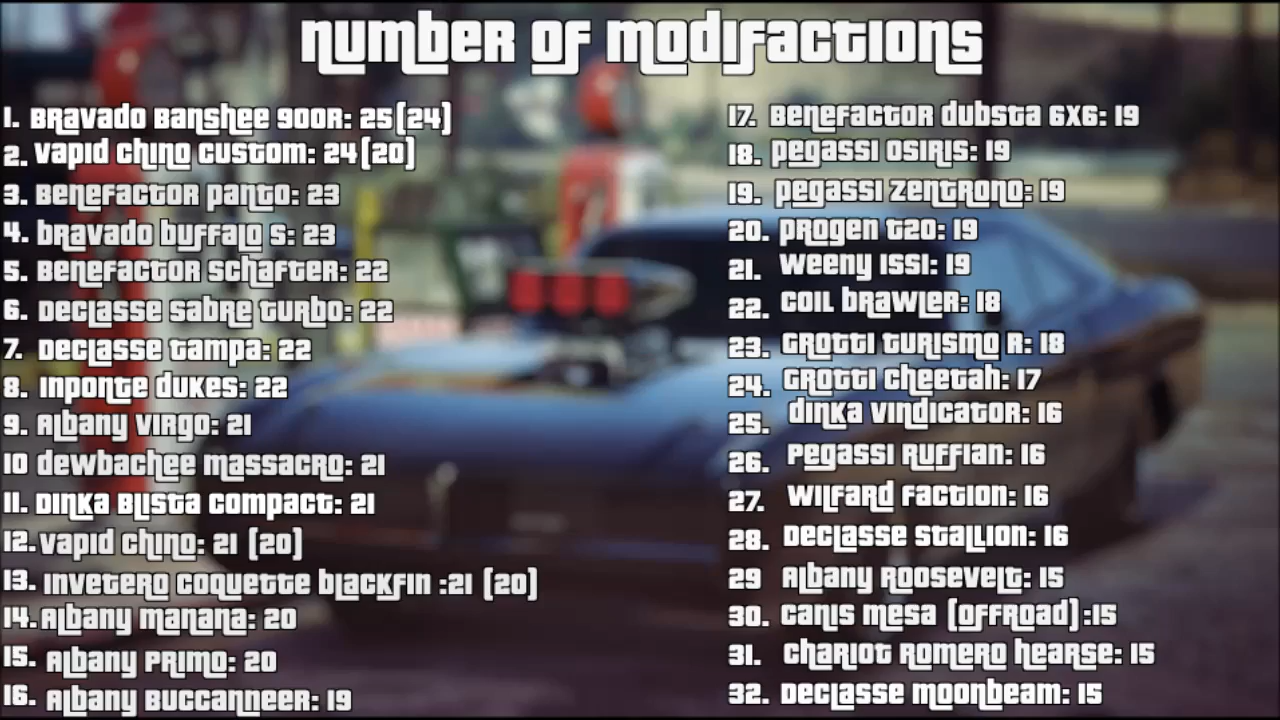 NUMBER OF MODIFACTIONS
1. BRAVADO BANSHEE 900R: 25(24)
2. VAPID CHINO CUSTOM: 24(20)
3. BENEFACTOR PANTO: 23
4. BRAVADO BUFFALO S: 23
5. BENEFACTOR SCHAFTER: 22
6. DECLASSE SABRE TURBO: 22
7. DECLASSE TAMPA: 22
8. INPONTE DUKES: 22
9. ALBANY VIRGO: 21
10 DEWBACHEE MASSACRO: 21
11. DINKA BLISTA COMPACT: 21
12. VAPID CHINO: 21 (20)
13. INVETERO COQUETTE BLACKFIN :21 (20)
14. ALBANY MANANA: 20
15. ALBANY PRIMO: 20
16. ALBANY BUCCANNEER: 19
17. BENEFACTOR DUBSTA 6X6: 19
18. PEGASSI OSIRIS: 19
19. PEGASSI ZENTRONO: 19
20. PROGEN T20: 19
21. WEENY ISSI: 19
22. COIL BRAWLER: 18
23. GROTTI TURISMO R: 18
24. GROTTI CHEETAH: 17
25. DINKA VINDICATOR: 16
26. PEGASSI RUFFIAN: 16
27. WILFARD FACTION: 16
28. DECLASSE STALLION: 16
29 ALBANY ROOSEVELT: 15
30. CANIS MESA (OFFROAD):15
31. CHARIOT ROMERO HEARSE: 15
32. DECLASSE MOONBEAM: 15